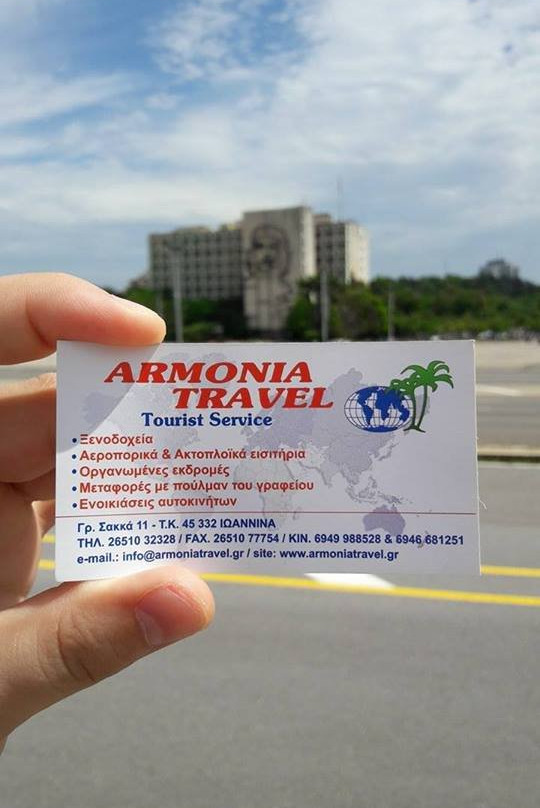 ARMONIA
TRAVEL
Tourist Service
• Ξενοδοχεία
• Αεροπορικά & Ακτοπλοϊκά εισιτήρια
• Οργανωμένες εκδρομές
• Μεταφορές με πούλμαν του γραφείου
• Ενοικιάσεις αυτοκινήτων
Γρ. Σακκά 11 - Τ.Κ. 45 332 ΙΩΑΝΝΙΝΑ
ΤΗΛ. 26510 32328 / FAX. 26510 77754 / ΚΙΝ. 6949 988528 & 6946 681251
e-mail.: info@armoniatravel.gr / site: www.armoniatravel.gr